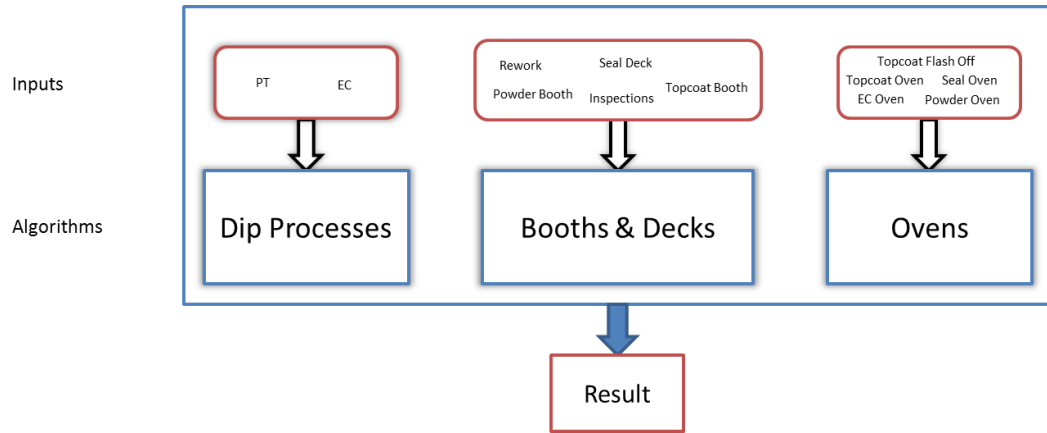 Inputs
PT
EC
Rework
Seal Deck
Powder Booth
Inspections
Topcoat Booth
Topcoat Flash Off
Topcoat Oven
Seal Oven
EC Oven
Powder Oven
Algorithms
Dip Processes
Booths & Decks
Ovens
Result